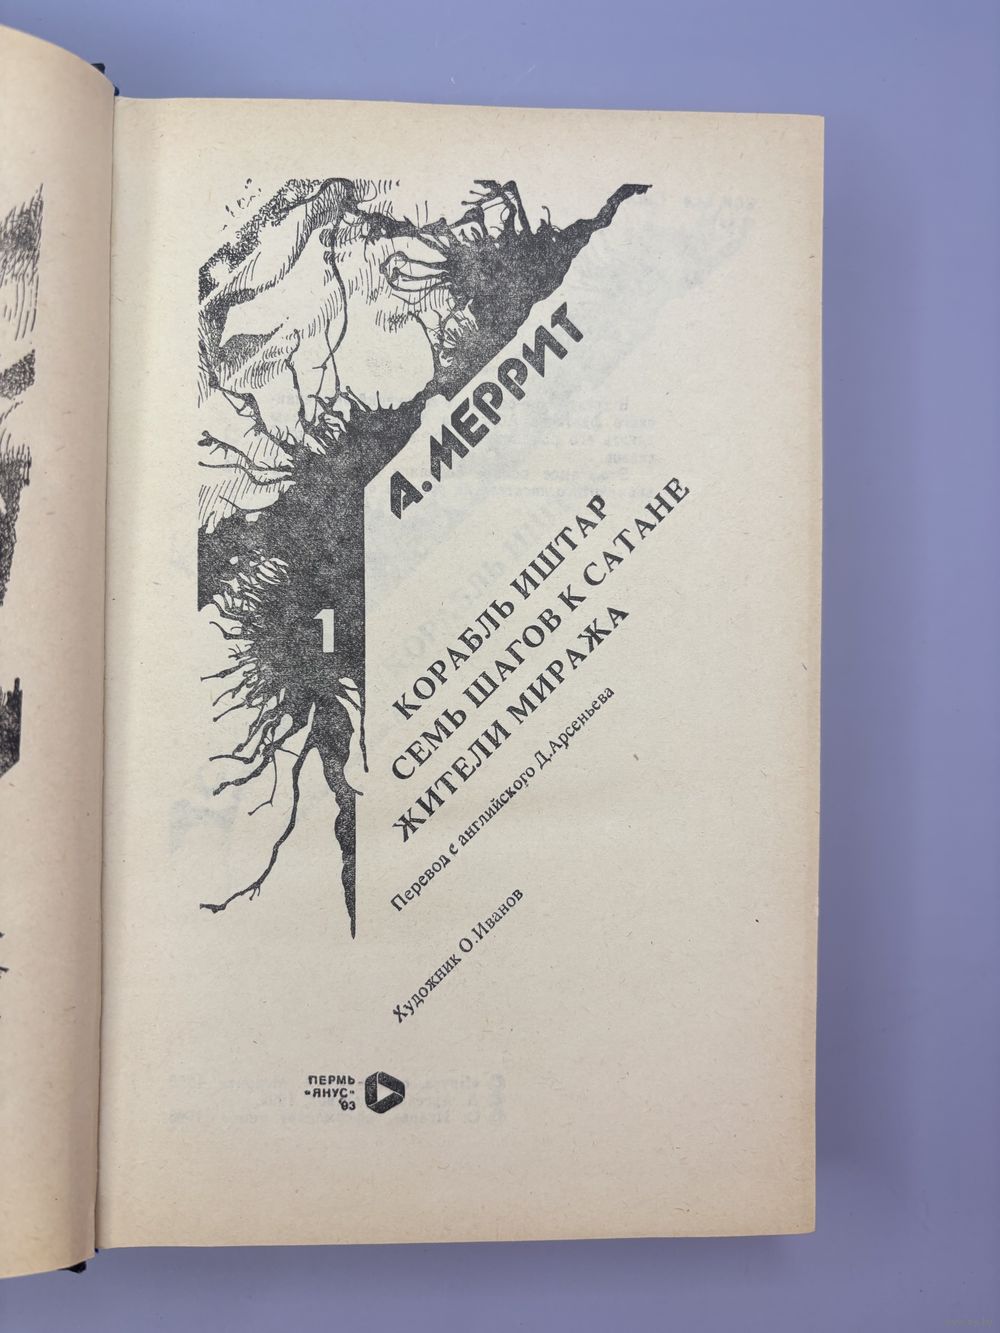 А. МЕРРИТ
1
КОРАБЛЬ ИШТАР
СЕМЬ ШАГОВ К САТАНЕ
ЖИТЕЛИ МИРАЖА
Перевод с английского Д.Арсеньева
Художник О.Иванов
ПЕРМЬ
"ЯНУС"
'93